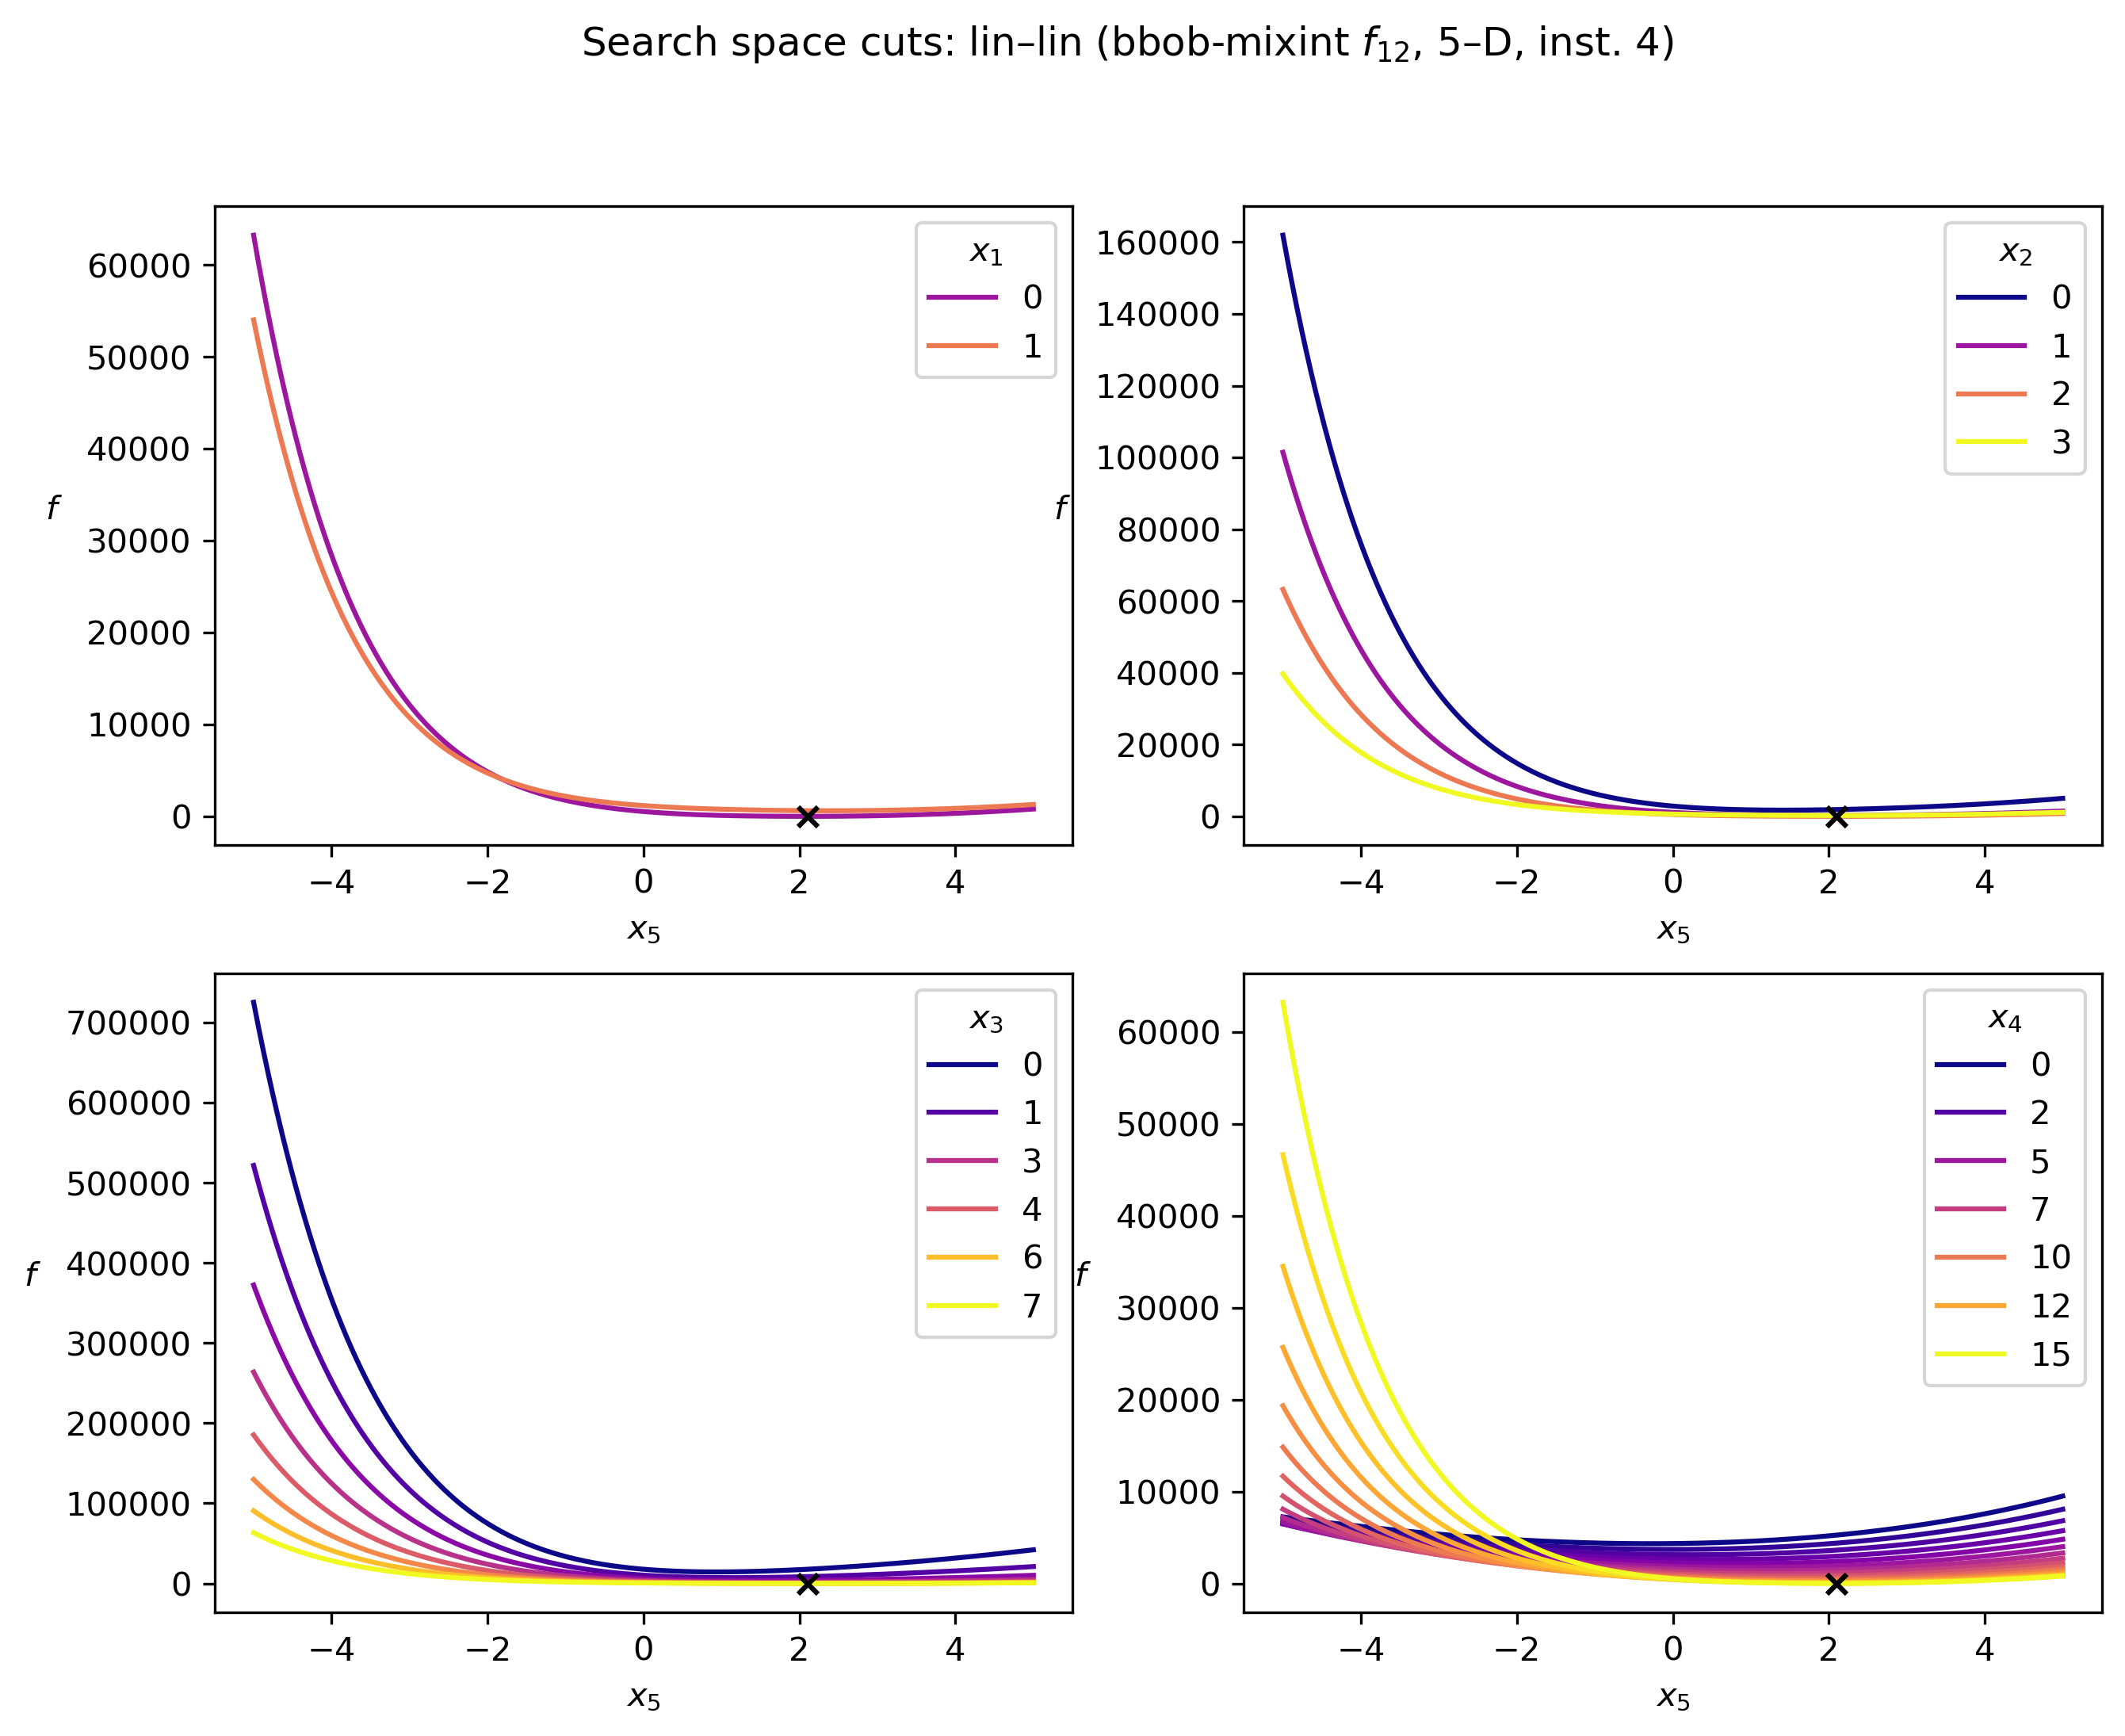 Search space cuts: lin–lin (bbob-mixint f12, 5–D, inst. 4)
60000
50000
40000
30000
20000
10000
0
f
−4 −2 0 2 4
x5
x1
0
1
160000
140000
120000
100000
80000
60000
40000
20000
0
f
−4 −2 0 2 4
x5
x2
0
1
2
3
700000
600000
500000
400000
300000
200000
100000
0
f
−4 −2 0 2 4
x5
x3
0
1
3
4
6
7
60000
50000
40000
30000
20000
10000
0
f
−4 −2 0 2 4
x5
x4
0
2
5
7
10
12
15